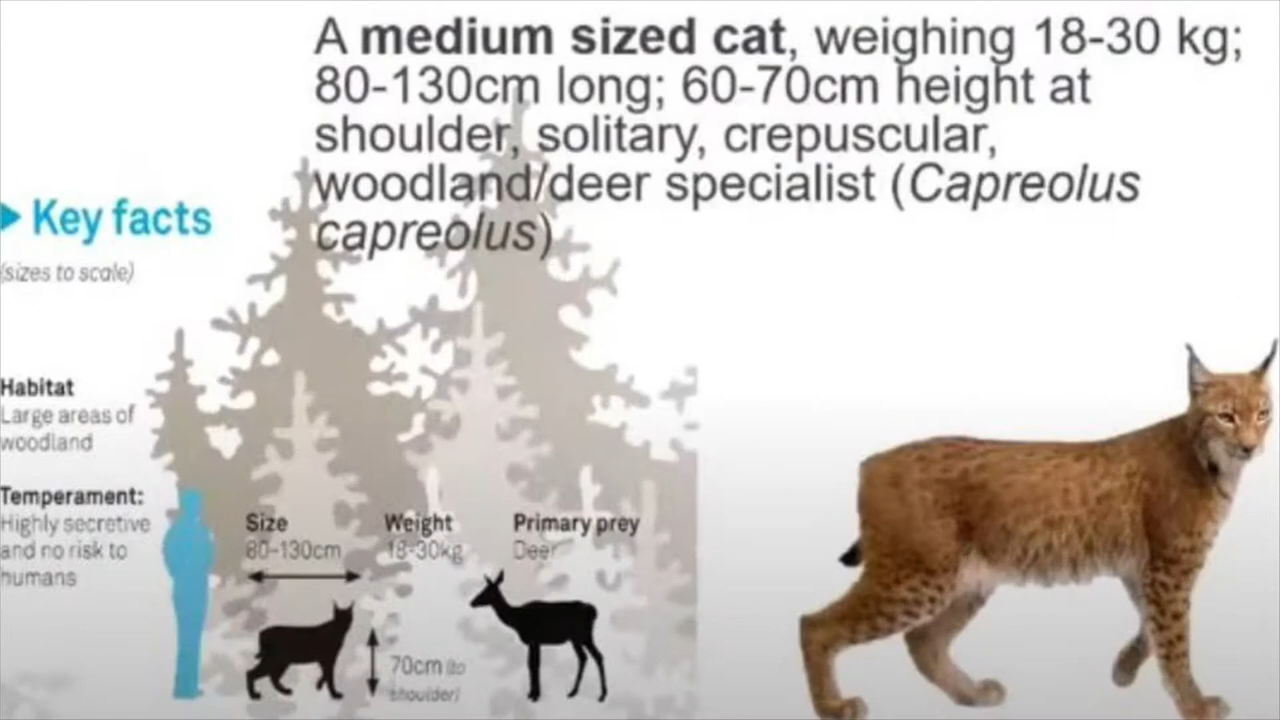 A medium sized cat, weighing 18-30 kg;
80-130cm long; 60-70cm height at
shoulder, solitary, crepuscular,
woodland/deer specialist (Capreolus
capreolus)
Key facts
(sizes to scale)
Habitat
Large areas of
woodland
Temperament:
Highly secretive
and no risk to
humans
Size
80-130cm
Weight
18-30kg
Primary prey
Deer
70cm (to
shoulder)